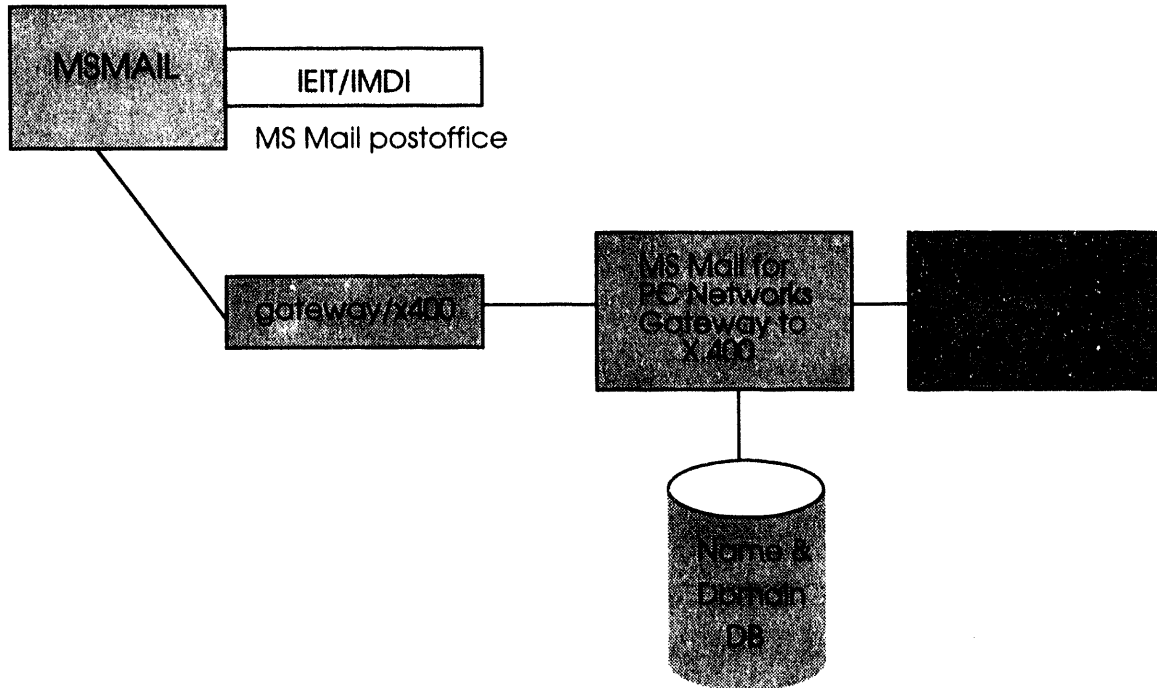 MSMAIL
IEIT/IMDI
MS Mail postoffice
gateway/x400
MS Mail for
PC Networks
Gateway to
X.400
Name &
Domain
DB